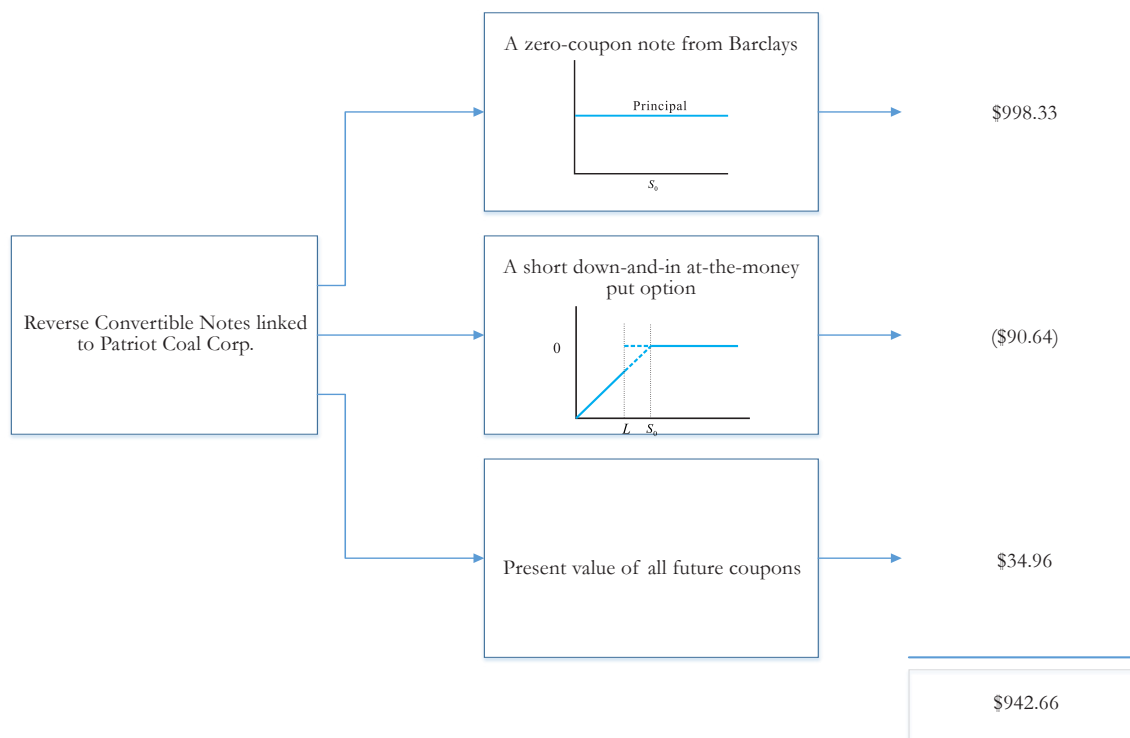 A zero-coupon note from Barclays
Principal
S₀
$998.33
Reverse Convertible Notes linked
to Patriot Coal Corp.
A short down-and-in at-the-money
put option
0
L S₀
($90.64)
Present value of all future coupons
$34.96
$942.66